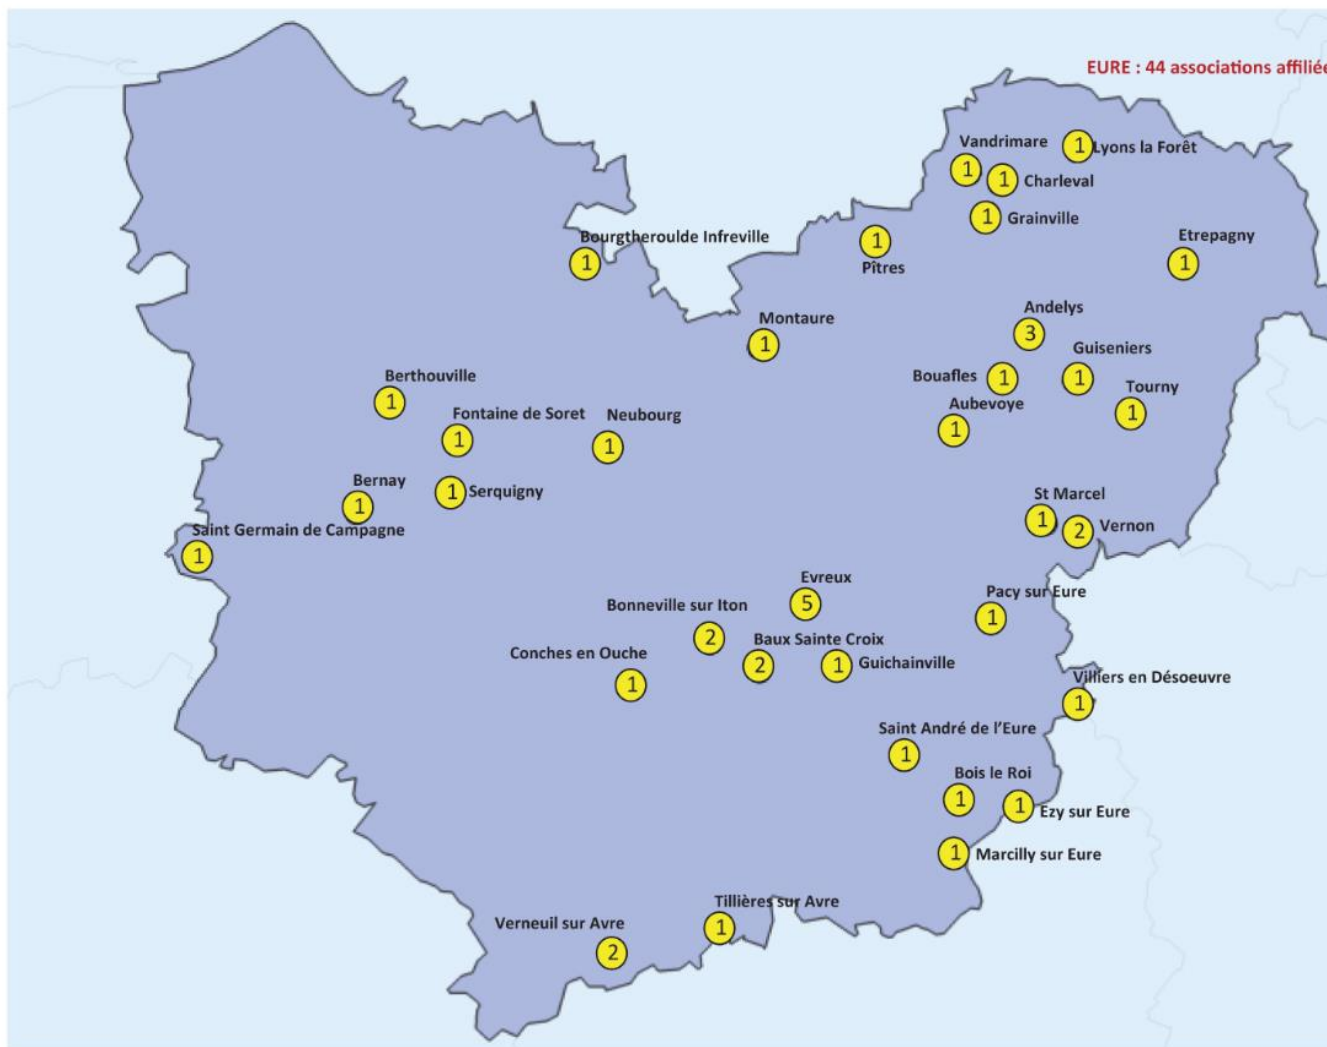 EURE : 44 associations affiliée
Vandrimare
1
Lyons la Forêt
1
1
Charleval
1
Grainville
Bourgtheroulde Infreville
1
1
Pîtres
Etrepagny
1
Andelys
3
Montaure
1
Guiseniers
1
Bouafles
1
Tourny
1
Aubevoye
1
Berthouville
1
Fontaine de Soret
1
Neubourg
1
Bernay
1
1
Serquigny
St Marcel
1
2
Vernon
Saint Germain de Campagne
1
Evreux
5
Pacy sur Eure
1
Bonneville sur Iton
2
Baux Sainte Croix
2
1
Guichainville
Conches en Ouche
1
Villiers en Désoeuvre
1
Saint André de l’Eure
1
Bois le Roi
1
1
Ezy sur Eure
1
Marcilly sur Eure
Tillières sur Avre
1
Verneuil sur Avre
2